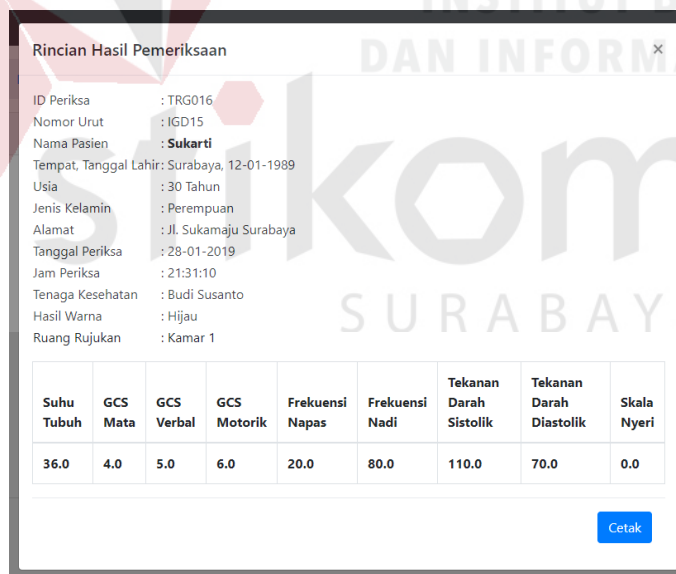 INSTITUT B
DAN INFORMA
stikom
SURABAYA
Rincian Hasil Pemeriksaan ×
ID Periksa : TRG016
Nomor Urut : IGD15
Nama Pasien : Sukarti
Tempat, Tanggal Lahir: Surabaya, 12-01-1989
Usia : 30 Tahun
Jenis Kelamin : Perempuan
Alamat : Jl. Sukamaju Surabaya
Tanggal Periksa : 28-01-2019
Jam Periksa : 21:31:10
Tenaga Kesehatan : Budi Susanto
Hasil Warna : Hijau
Ruang Rujukan : Kamar 1
Suhu Tubuh GCS Mata GCS Verbal GCS Motorik Frekuensi Napas Frekuensi Nadi Tekanan Darah Sistolik Tekanan Darah Diastolik Skala Nyeri
36.0 4.0 5.0 6.0 20.0 80.0 110.0 70.0 0.0
Cetak